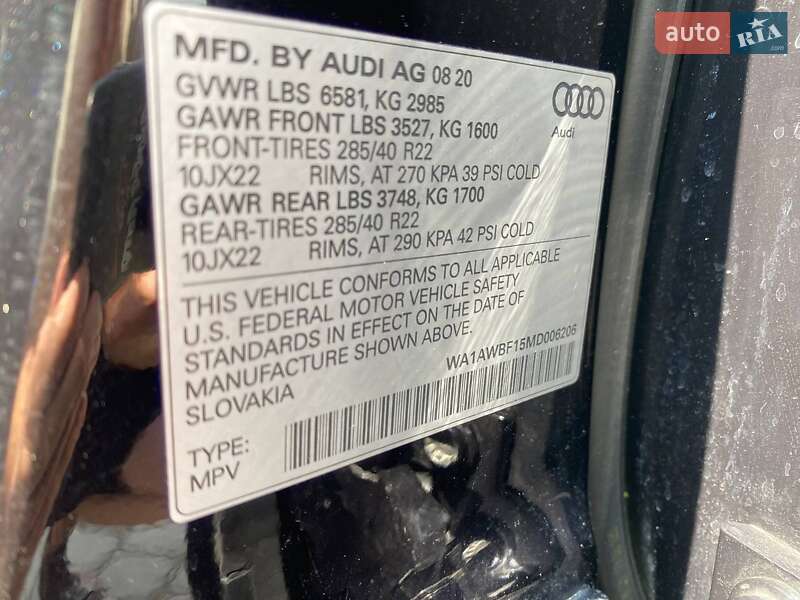 auto RIA
.com
MFD. BY AUDI AG 08 20
GVWR LBS 6581, KG 2985
GAWR FRONT LBS 3527, KG 1600
FRONT-TIRES 285/40 R22
10JX22 RIMS, AT 270 KPA 39 PSI COLD
GAWR REAR LBS 3748, KG 1700
REAR-TIRES 285/40 R22
10JX22 RIMS, AT 290 KPA 42 PSI COLD
Audi
THIS VEHICLE CONFORMS TO ALL APPLICABLE
U.S. FEDERAL MOTOR VEHICLE SAFETY
STANDARDS IN EFFECT ON THE DATE OF
MANUFACTURE SHOWN ABOVE.
SLOVAKIA
WA1AWBF15MD006206
TYPE:
MPV